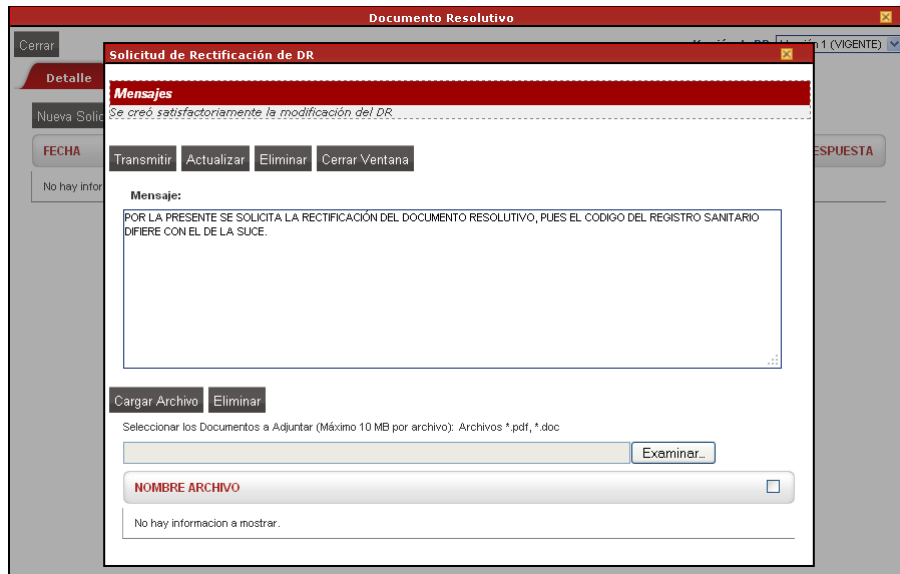 Documento Resolutivo
Cerrar
1 (VIGENTE)
Solicitud de Rectificación de DR
Detalle
Mensajes
Se creó satisfactoriamente la modificación del DR
Nueva Solic
FECHA
ESPUESTA
Transmitir Actualizar Eliminar Cerrar Ventana
No hay infor
Mensaje:
POR LA PRESENTE SE SOLICITA LA RECTIFICACIÓN DEL DOCUMENTO RESOLUTIVO, PUES EL CODIGO DEL REGISTRO SANITARIO
DIFIERE CON EL DE LA SUCE.
Cargar Archivo Eliminar
Seleccionar los Documentos a Adjuntar (Máximo 10 MB por archivo): Archivos *.pdf, *.doc
Examinar...
NOMBRE ARCHIVO
No hay informacion a mostrar.